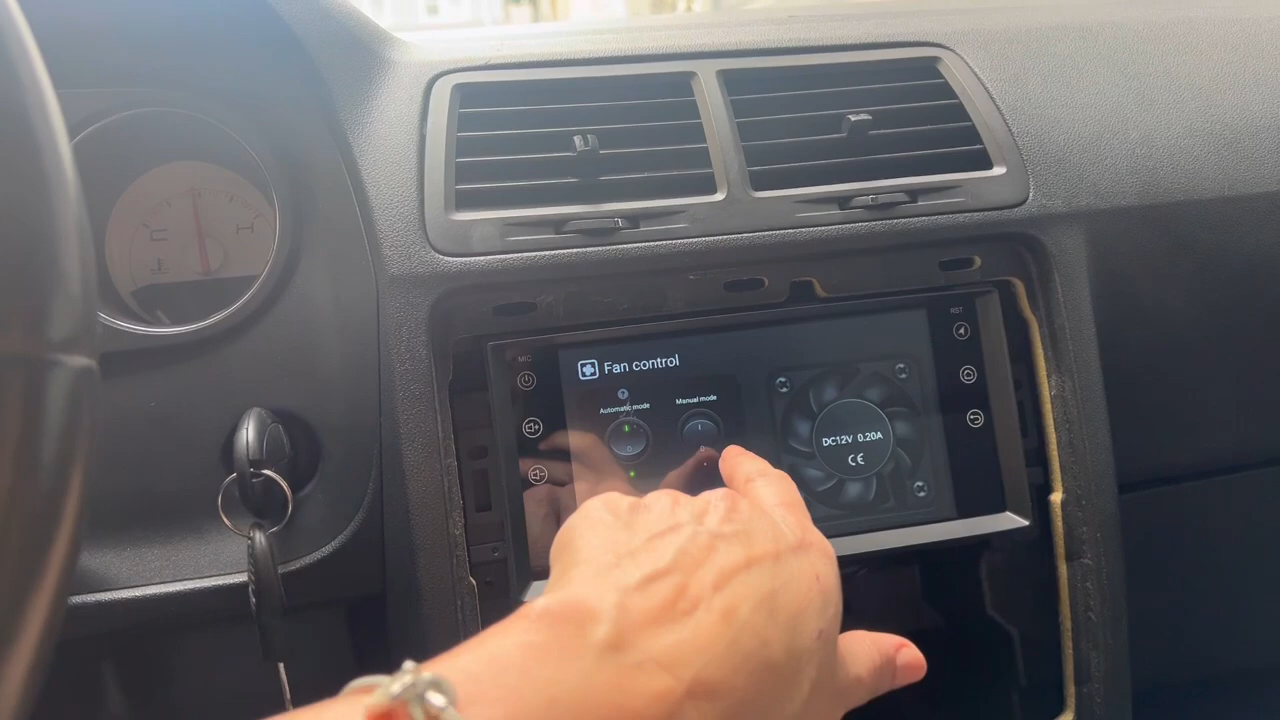 C
H
MIC
RST
Fan control
?
Automatic mode
Manual mode
DC12V 0.20A
CE